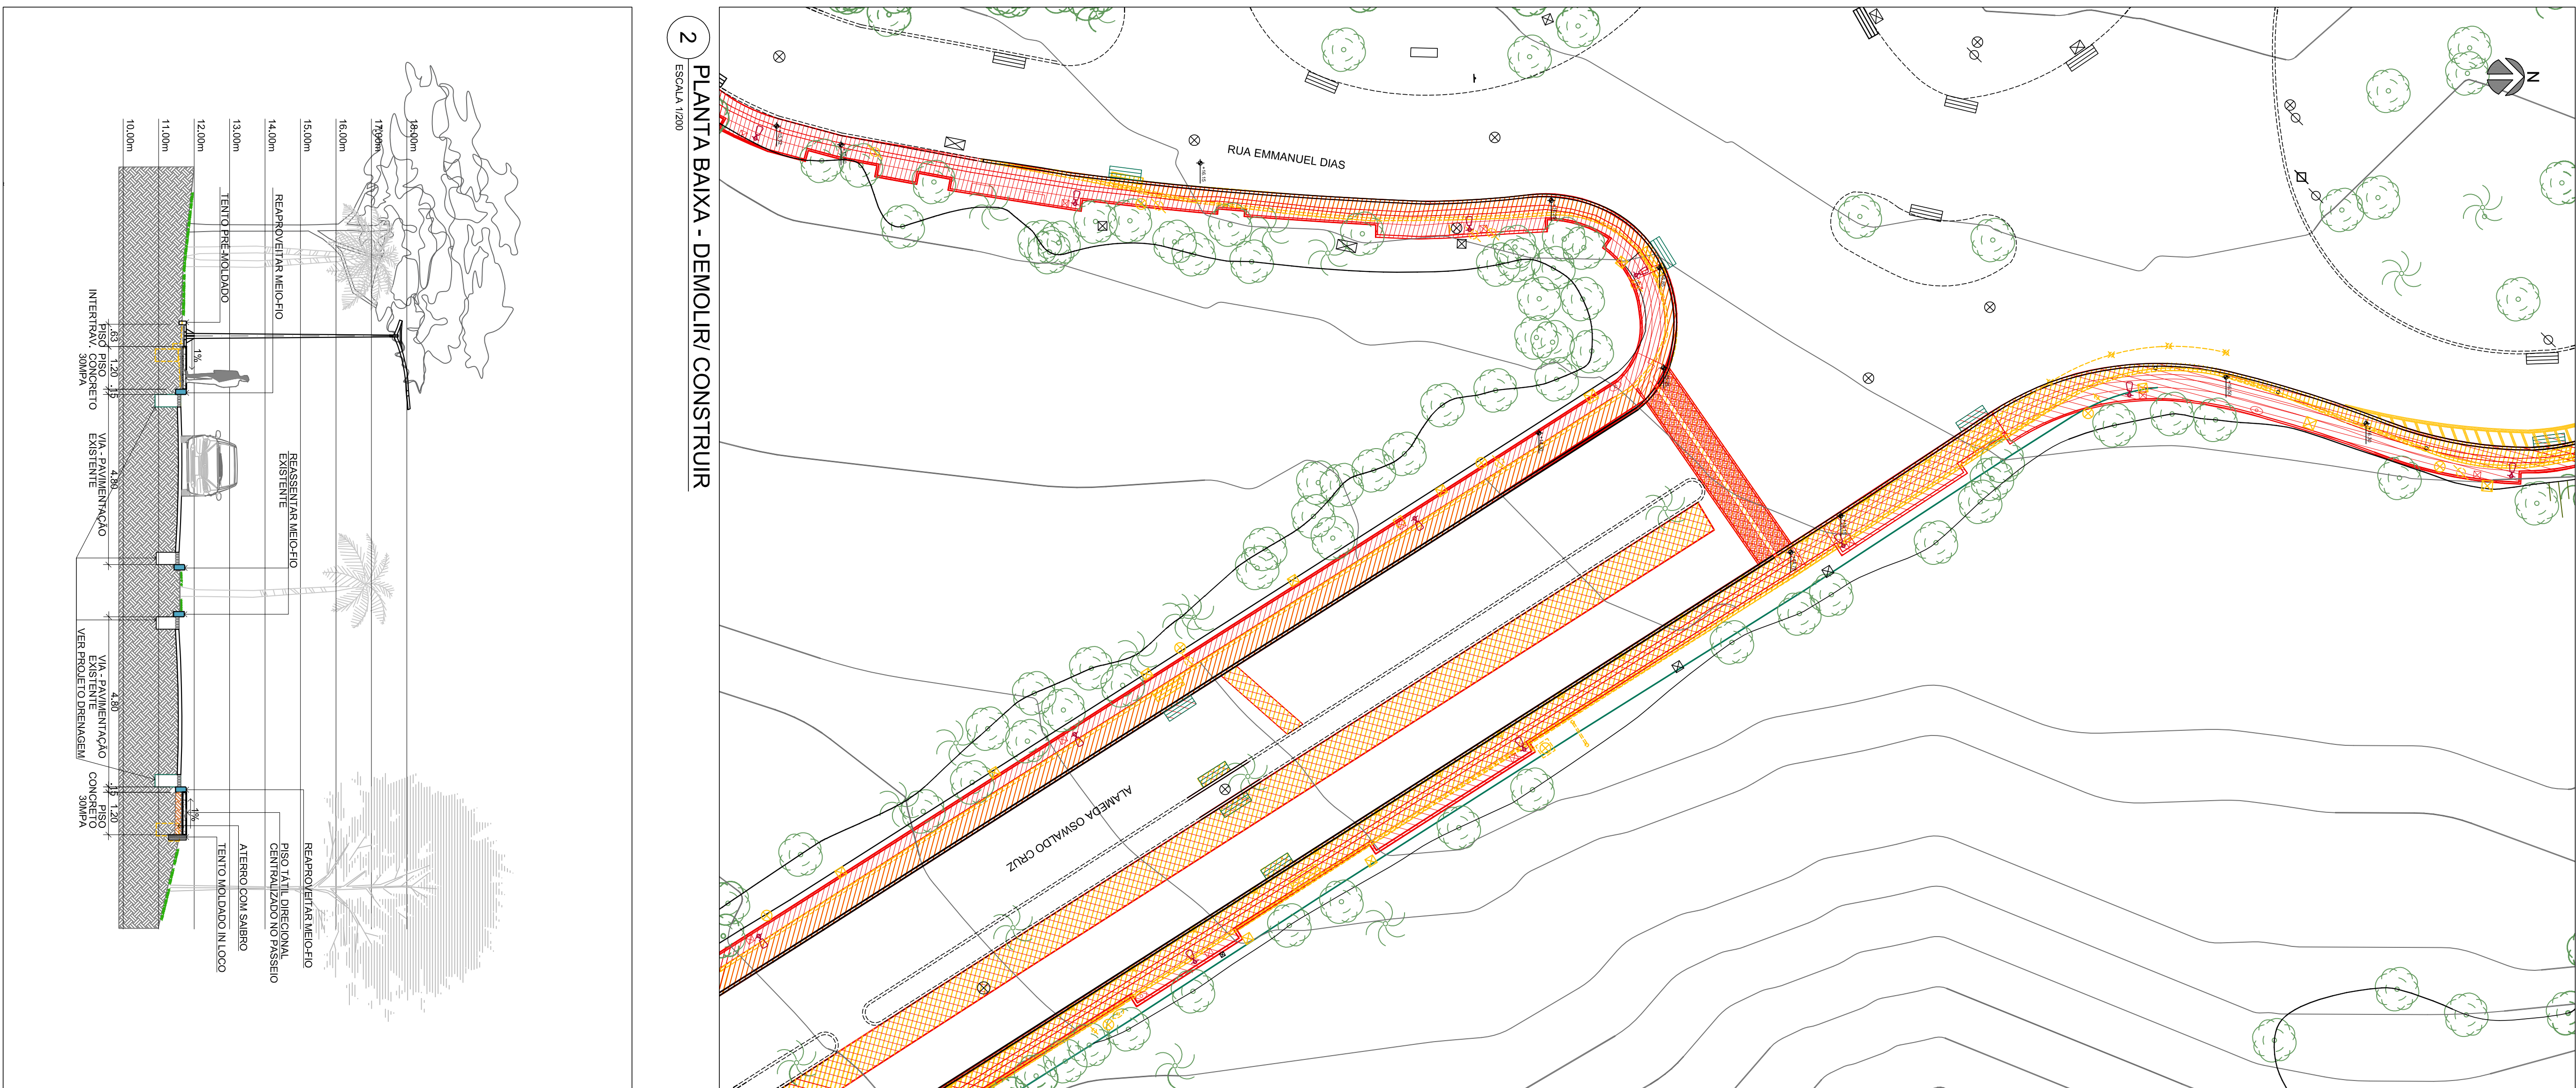 2
PLANTA BAIXA - DEMOLIR/ CONSTRUIR
ESCALA 1/200
N
RUA EMMANUEL DIAS
ALAMEDA OSWALDO CRUZ
18.00m
17.00m
16.00m
15.00m
14.00m
13.00m
12.00m
11.00m
10.00m
REAPROVEITAR MEIO-FIO
TENTO PRÉ-MOLDADO
REASSENTAR MEIO-FIO
EXISTENTE
REAPROVEITAR MEIO-FIO
PISO TÁTIL DIRECIONAL
CENTRALIZADO NO PASSEIO
ATERRO COM SAIBRO
TENTO MOLDADO IN LOCO
1%
1%
.63
1.20
.15
4.80
4.80
.15
1.20
PISO
INTERTRAV.
PISO
CONCRETO
30MPA
VIA - PAVIMENTAÇÃO
EXISTENTE
VIA - PAVIMENTAÇÃO
EXISTENTE
PISO
CONCRETO
30MPA
VER PROJETO DRENAGEM